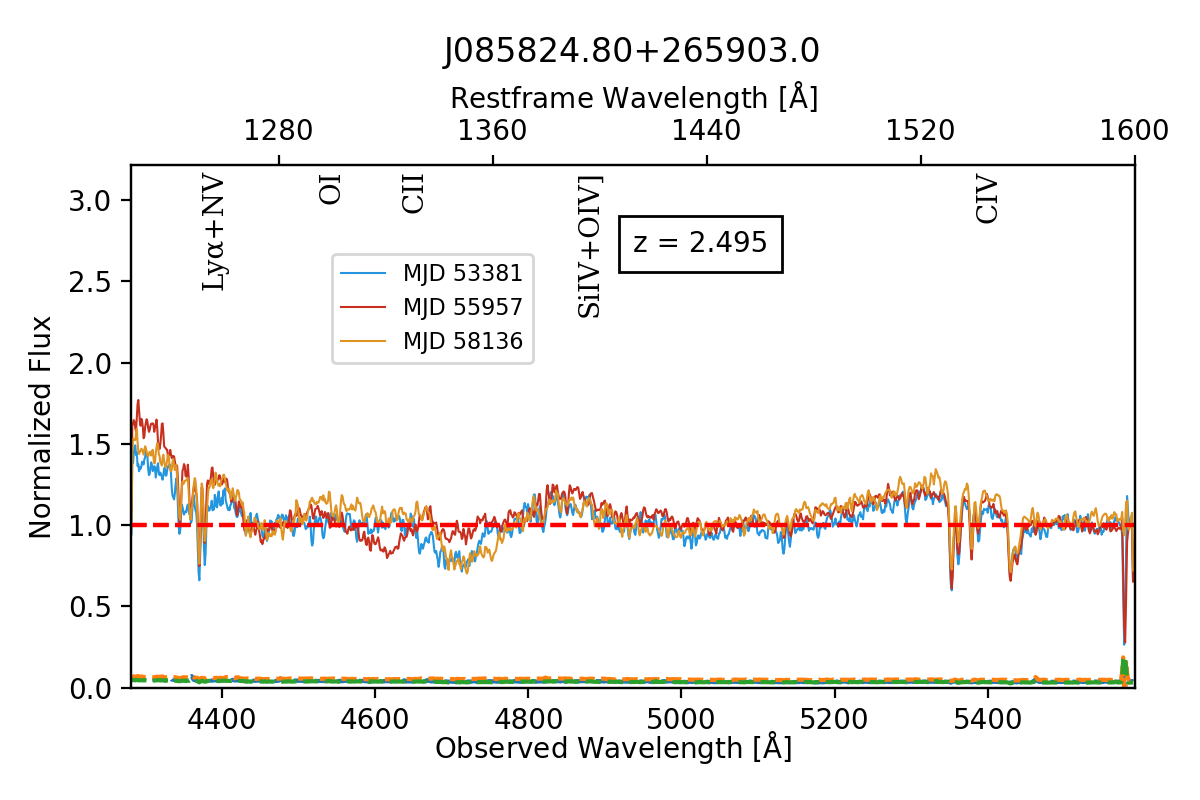 J085824.80+265903.0
Restframe Wavelength [Å]
1280 1360 1440 1520 1600
Lyα+NV
OI
CII
SiIV+OIV]
CIV
z = 2.495
MJD 53381
MJD 55957
MJD 58136
Normalized Flux
3.0
2.5
2.0
1.5
1.0
0.5
0.0
4400 4600 4800 5000 5200 5400
Observed Wavelength [Å]